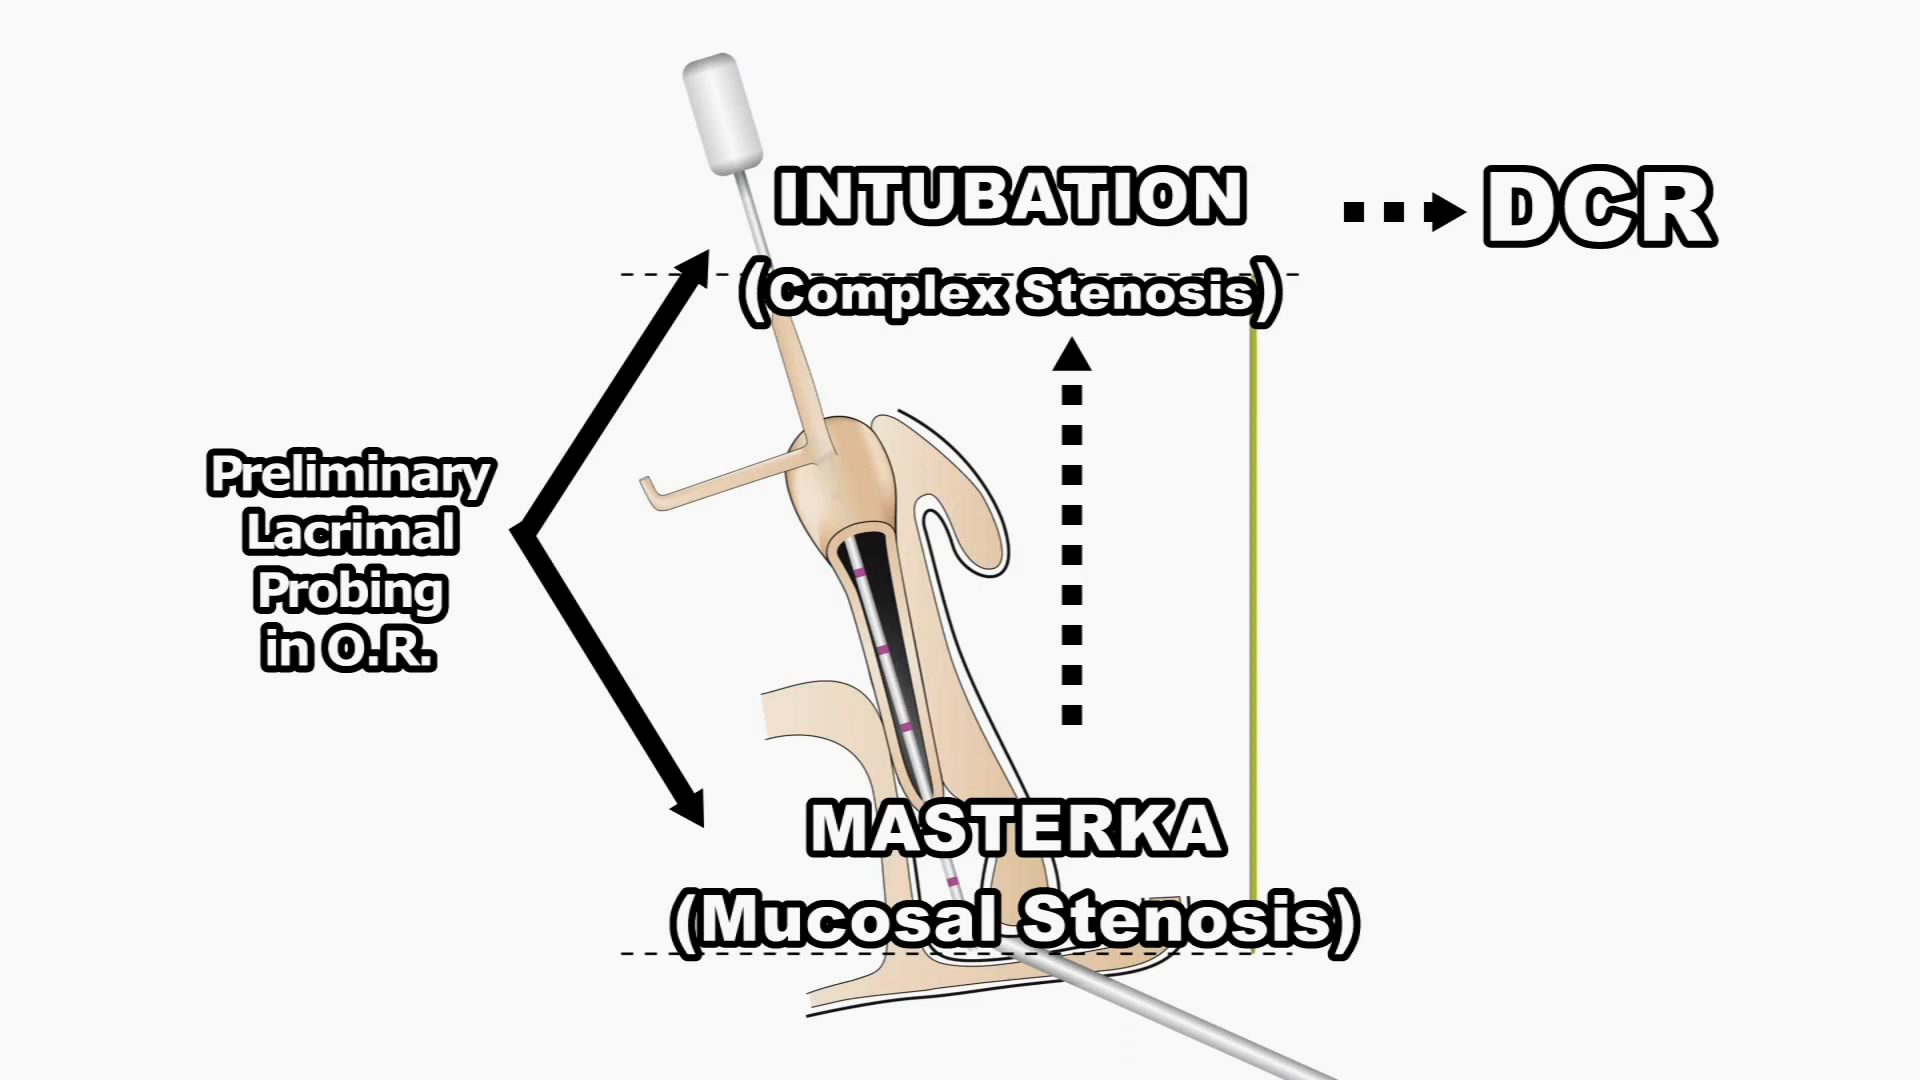 INTUBATION
(Complex Stenosis)
DCR
Preliminary
Lacrimal
Probing
in O.R.
MASTERKA
(Mucosal Stenosis)